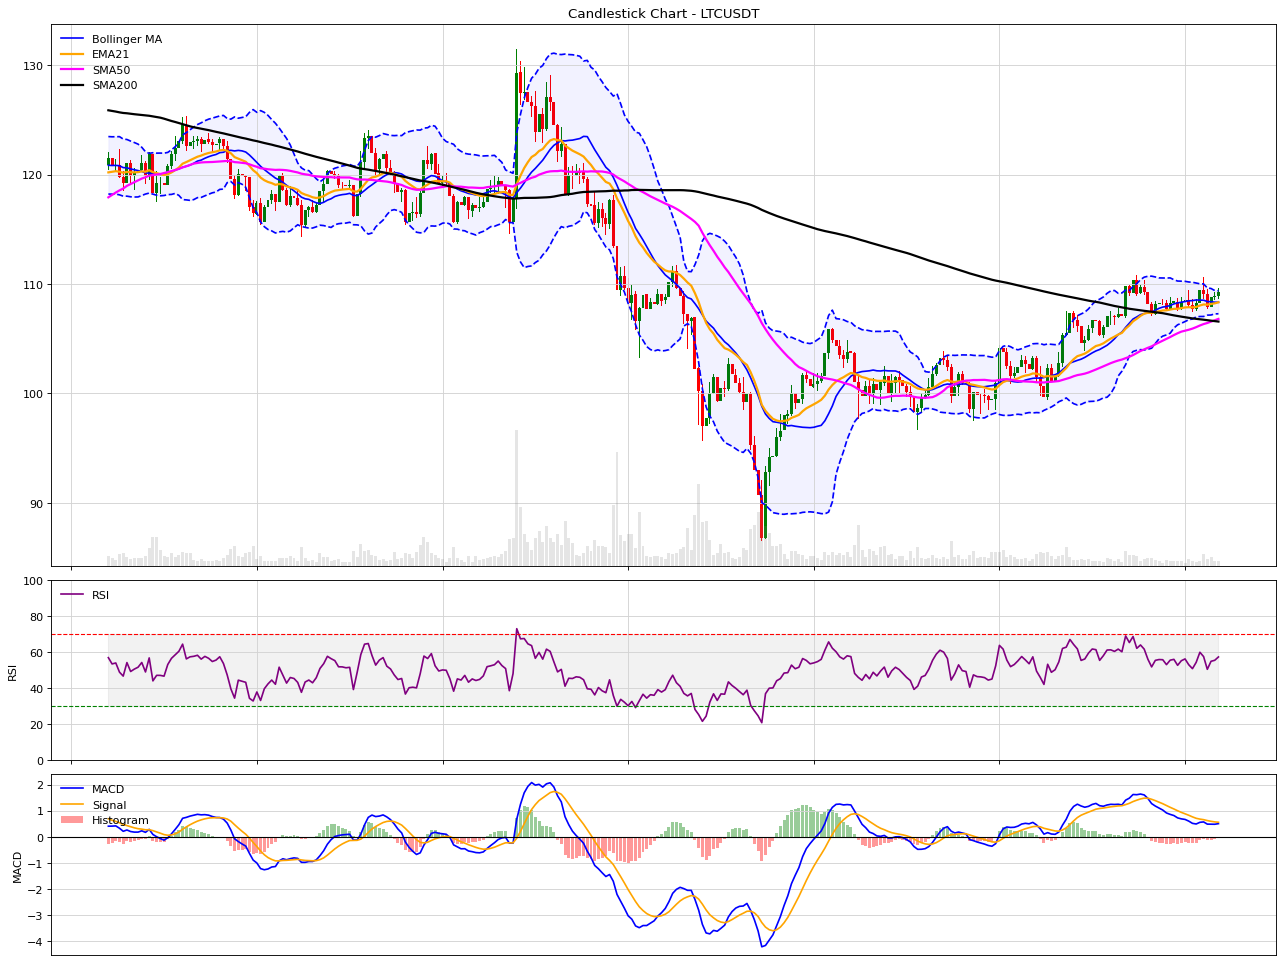 Candlestick Chart - LTCUSDT
Bollinger MA
EMA21
SMA50
SMA200
130
120
110
100
90
RSI
100
80
60
40
20
0
RSI
MACD
Signal
Histogram
2
1
0
−1
−2
−3
−4
MACD